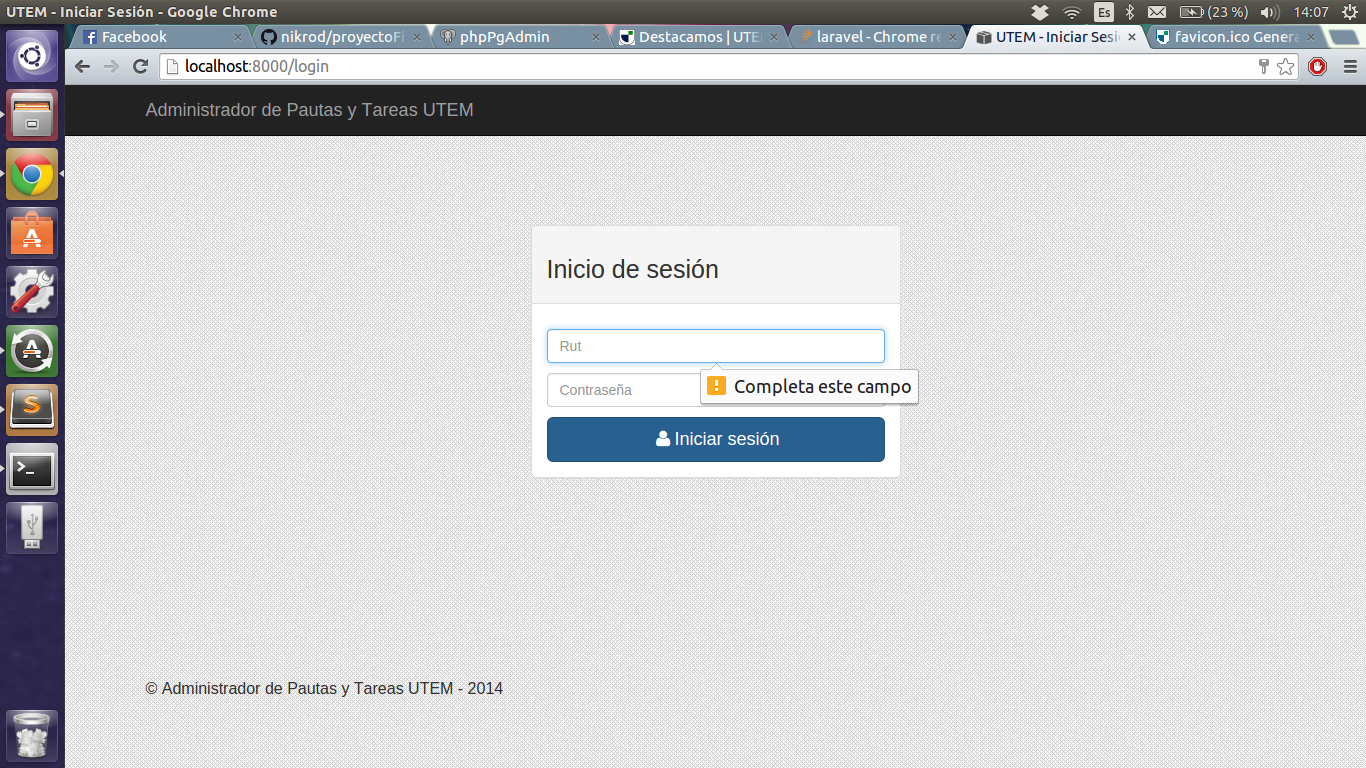 UTEM - Iniciar Sesión - Google Chrome
Es
(23 %)
14:07
Facebook
nikrod/proyectoFi
phpPgAdmin
Destacamos | UTE
laravel - Chrome re
UTEM - Iniciar Sesi
favicon.ico Genera
localhost:8000/login
Administrador de Pautas y Tareas UTEM
Inicio de sesión
Rut
Completa este campo
Contraseña
Iniciar sesión
© Administrador de Pautas y Tareas UTEM - 2014